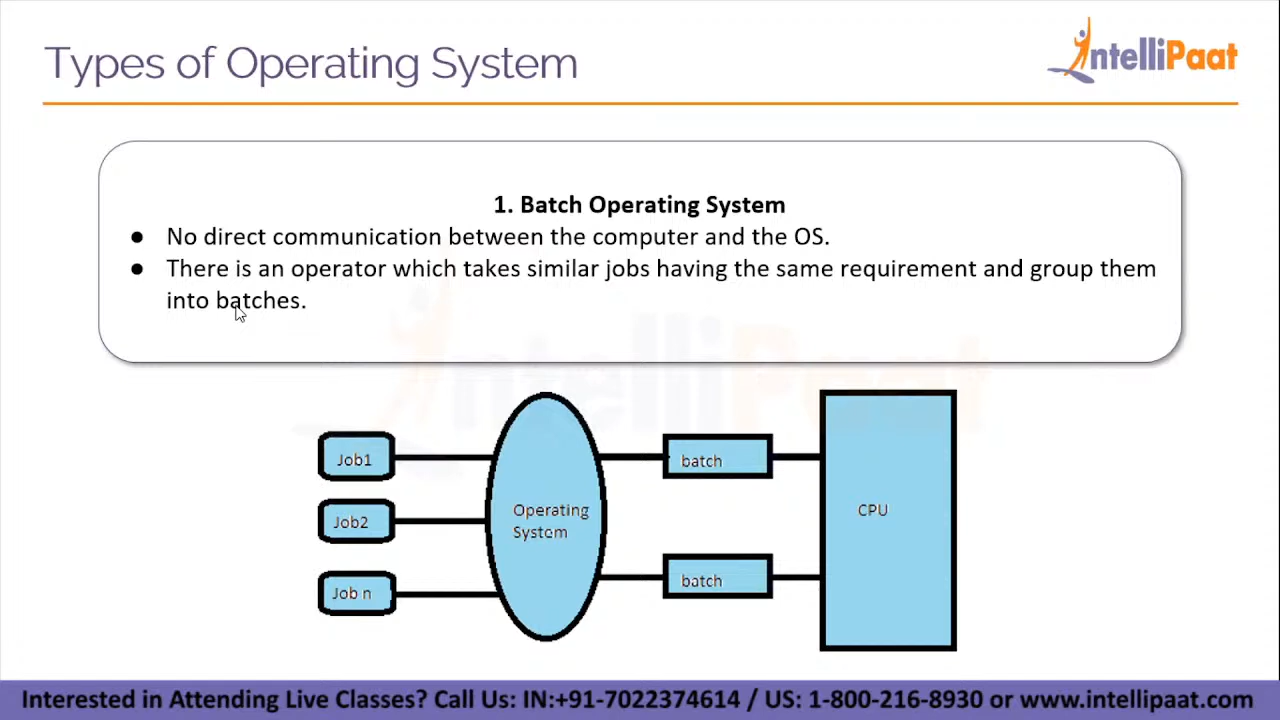 Types of Operating System
IntelliPaat
1. Batch Operating System
● No direct communication between the computer and the OS.
● There is an operator which takes similar jobs having the same requirement and group them
into batches.
IntelliPaat
Job1
Job2
Job n
Operating
System
batch
batch
CPU
Interested in Attending Live Classes? Call Us: IN:+91-7022374614 / US: 1-800-216-8930 or www.intellipaat.com